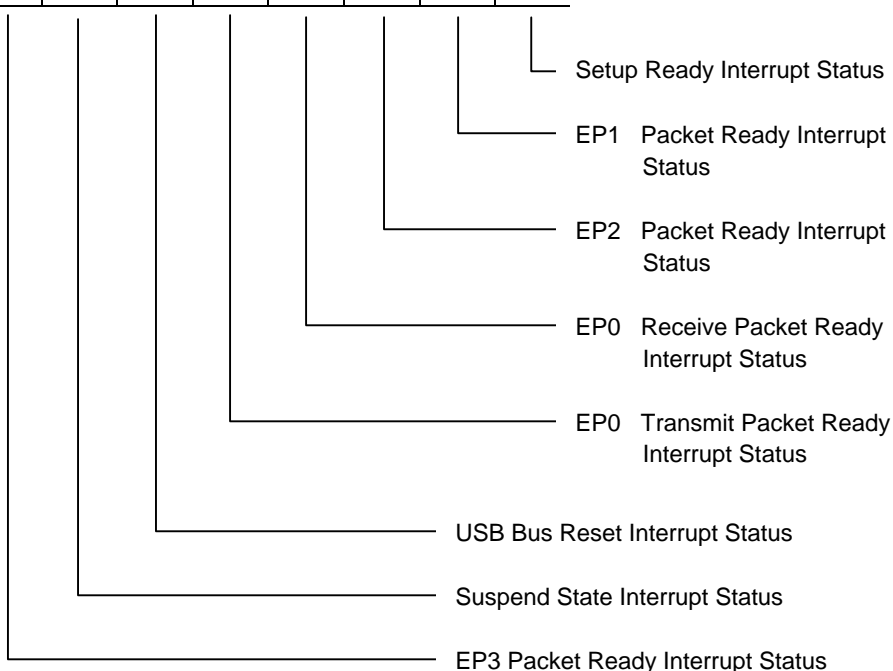 Setup Ready Interrupt Status
EP1 Packet Ready Interrupt
Status
EP2 Packet Ready Interrupt
Status
EP0 Receive Packet Ready
Interrupt Status
EP0 Transmit Packet Ready
Interrupt Status
USB Bus Reset Interrupt Status
Suspend State Interrupt Status
EP3 Packet Ready Interrupt Status